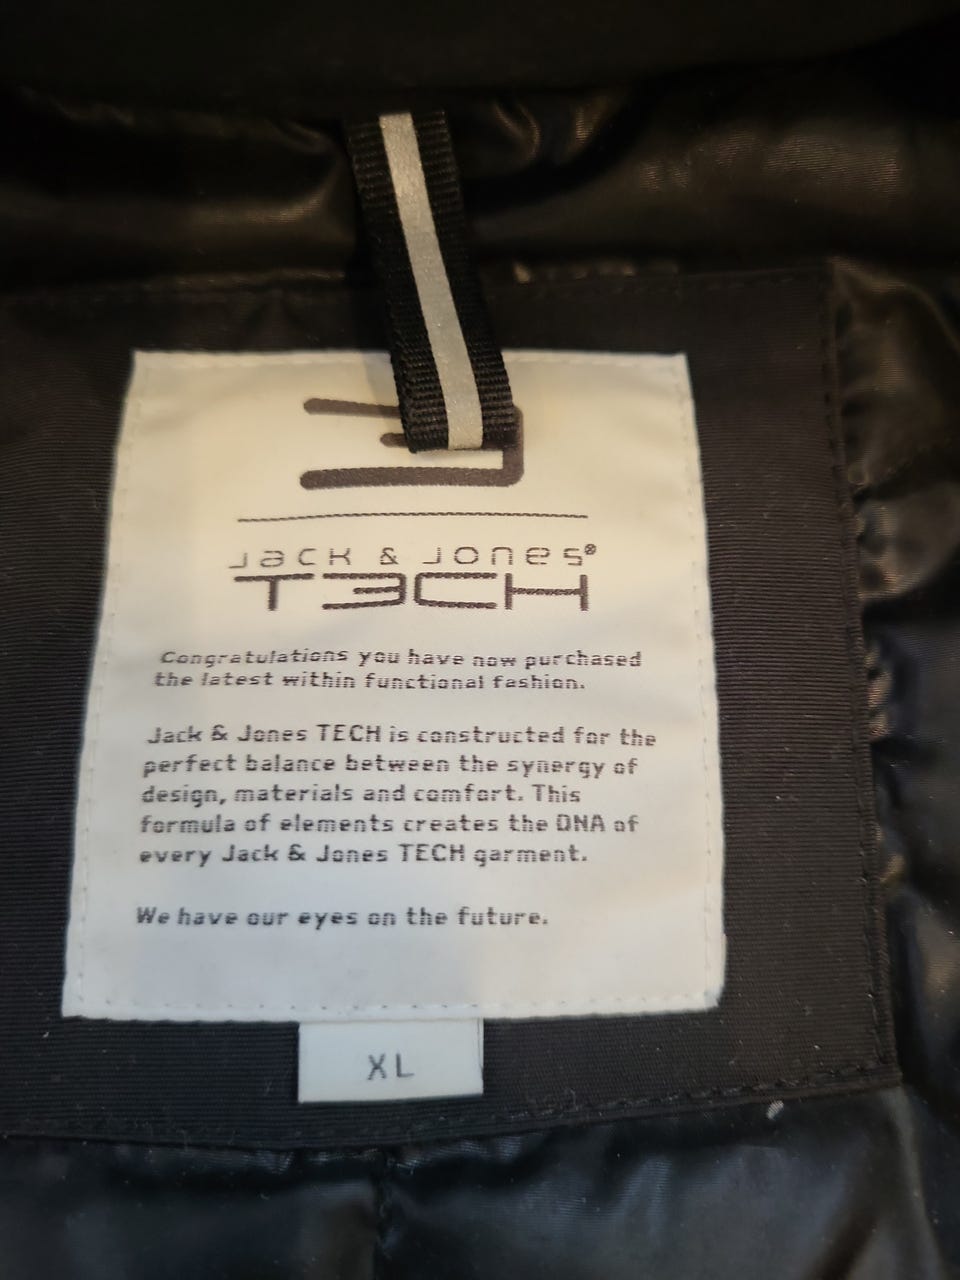 Jack & Jones®
T3CH
Congratulations you have now purchased
the latest within functional fashion.
Jack & Jones TECH is constructed for the
perfect balance between the synergy of
design, materials and comfort. This
formula of elements creates the DNA of
every Jack & Jones TECH garment.
We have our eyes on the future.
XL